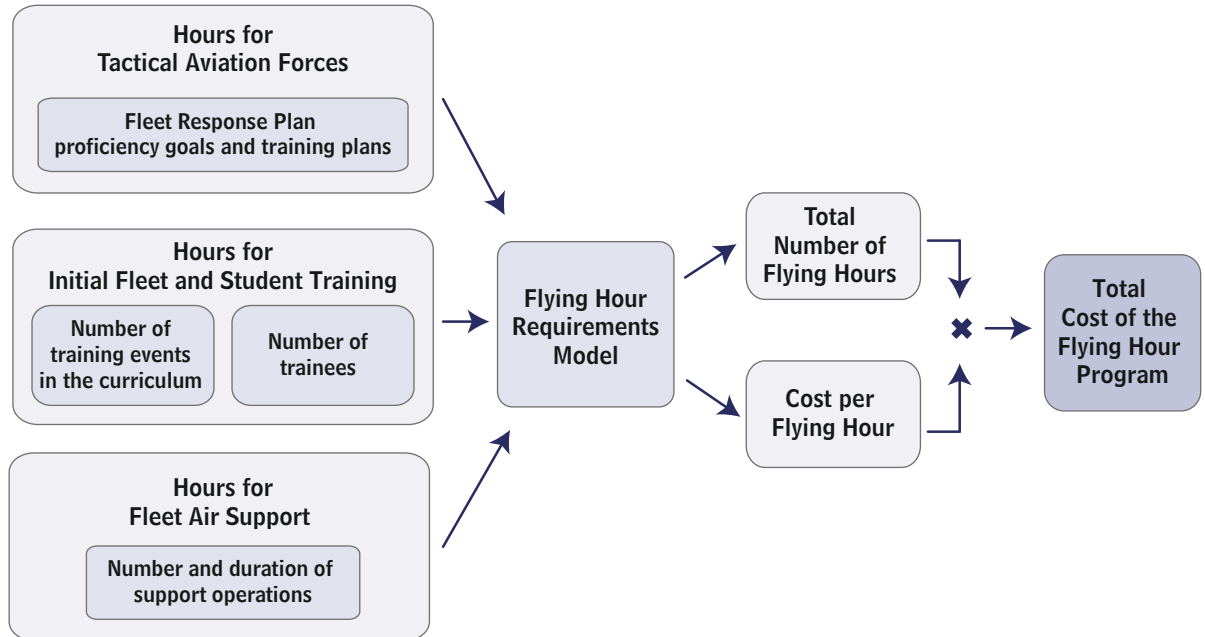 Hours for
Tactical Aviation Forces
Fleet Response Plan
proficiency goals and training plans
Hours for
Initial Fleet and Student Training
Number of
training events
in the curriculum
Number of
trainees
Hours for
Fleet Air Support
Number and duration of
support operations
Flying Hour
Requirements
Model
Total
Number of
Flying Hours
Cost per
Flying Hour
Total
Cost of the
Flying Hour
Program